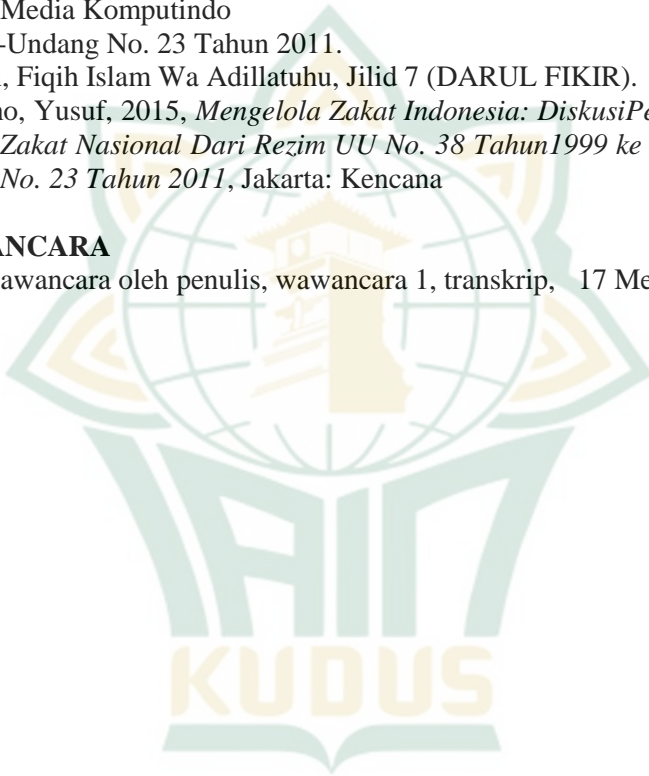 Media Komputindo
-Undang No. 23 Tahun 2011.
, Fiqih Islam Wa Adillatuhu, Jilid 7 (DARUL FIKIR).
no, Yusuf, 2015, Mengelola Zakat Indonesia: DiskusiPe
Zakat Nasional Dari Rezim UU No. 38 Tahun1999 ke
No. 23 Tahun 2011, Jakarta: Kencana
ANCARA
awancara oleh penulis, wawancara 1, transkrip, 17 Me
IAIN
KUDUS